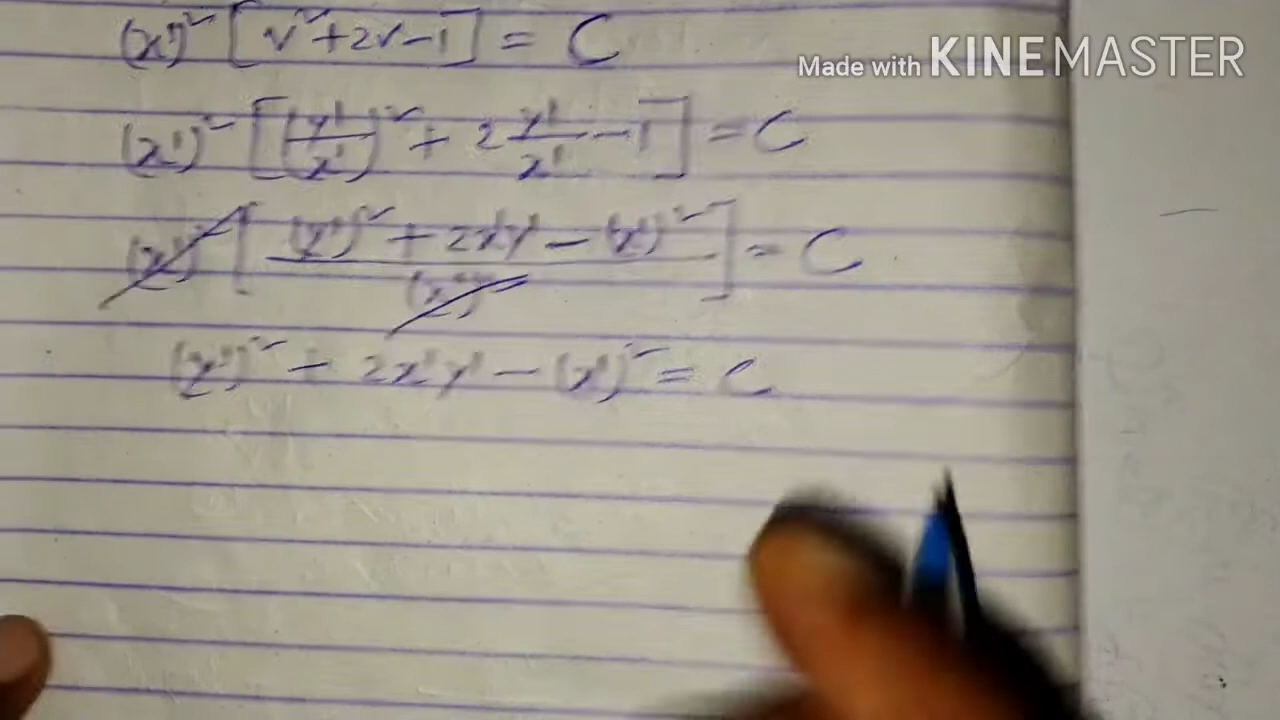 (x')² [v²+2v-1] = C
Made with KINEMASTER
(x')² [(y'/x')² + 2 y'/x' - 1] = C
(x')² [(y')² + 2x'y' - (x')² / (x')²] = C
(y')² + 2x'y' - (x')² = C